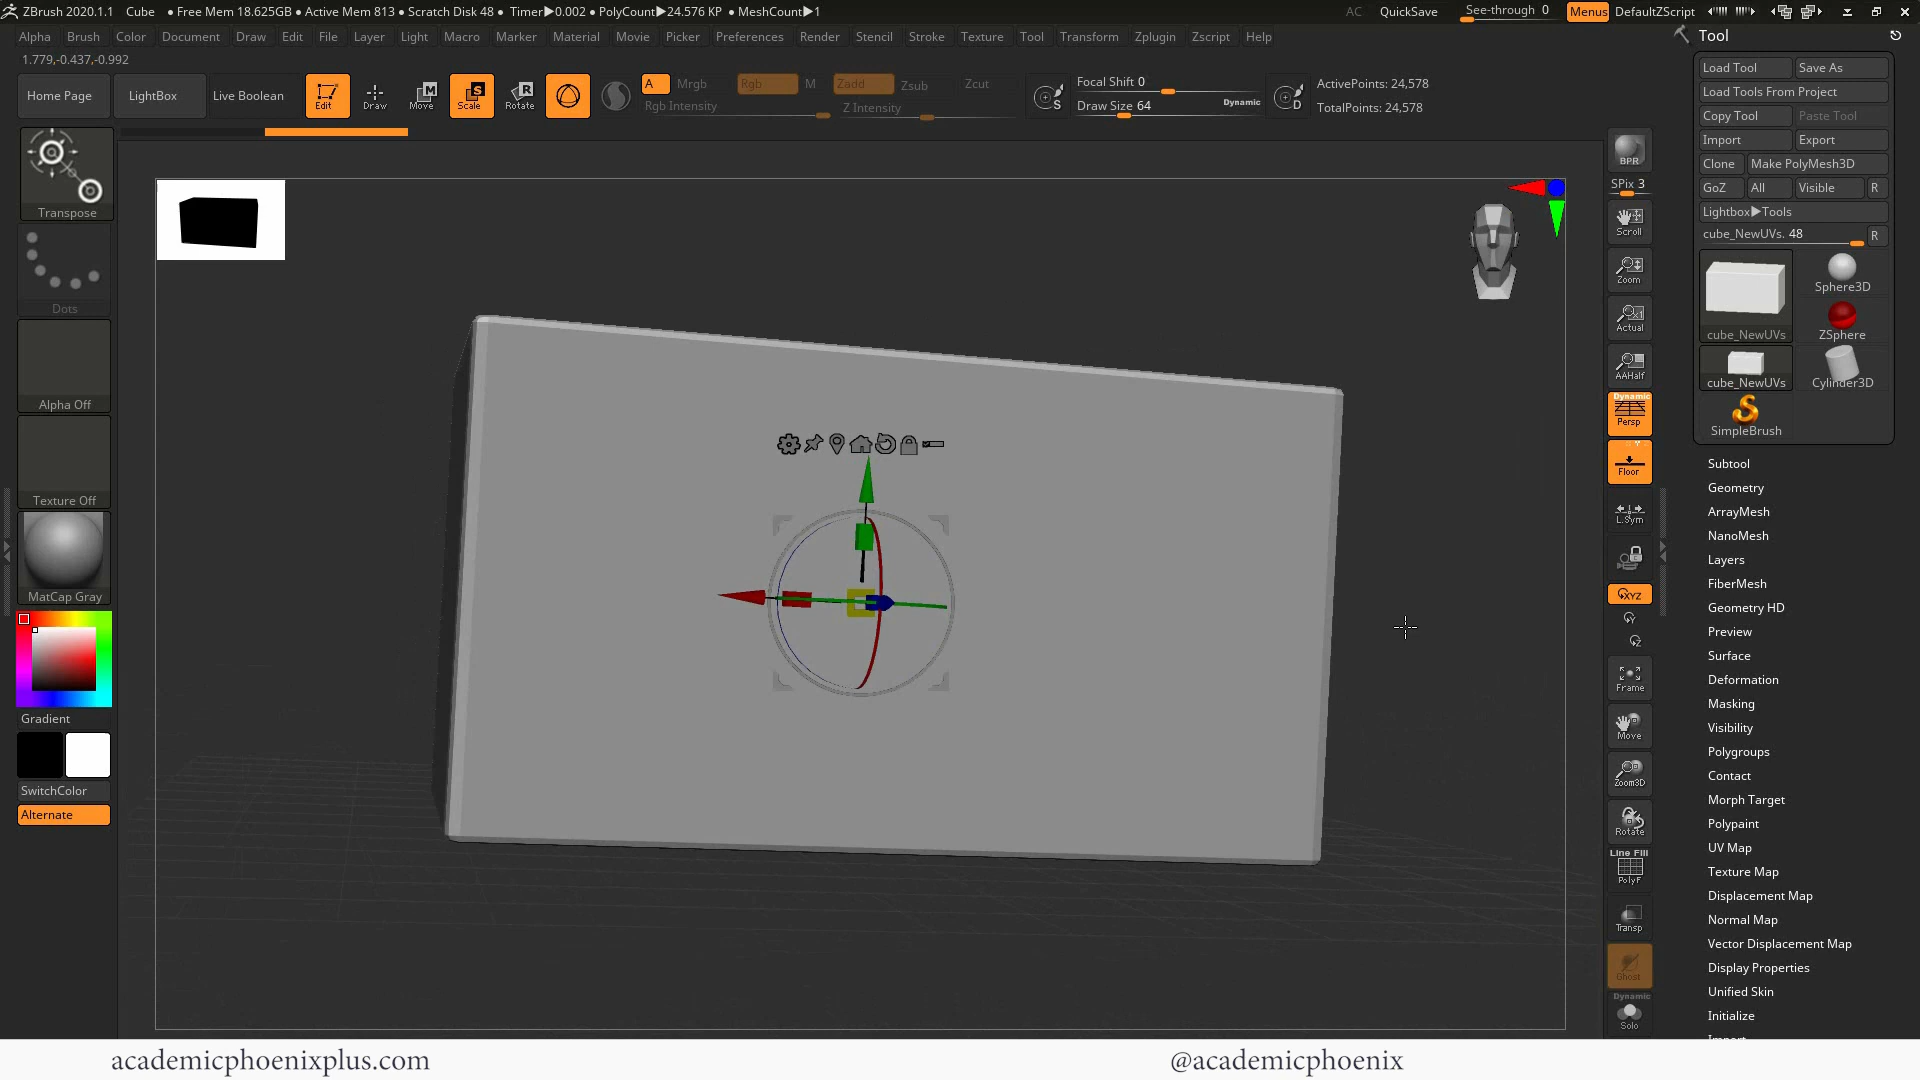 ZBrush 2020.1.1 Cube • Free Mem 18.625GB • Active Mem 813 • Scratch Disk 48 • Timer▶0.002 • PolyCount▶24.576 KP • MeshCount▶1 AC QuickSave See-through 0 Menus DefaultZScript
Alpha Brush Color Document Draw Edit File Layer Light Macro Marker Material Movie Picker Preferences Render Stencil Stroke Texture Tool Transform Zplugin Zscript Help
Tool
1.779,-0.437,-0.992
Home Page LightBox Live Boolean Edit Draw Move Scale Rotate
A Mrgb Rgb M Zadd Zsub Zcut
Rgb Intensity Z Intensity
S Focal Shift 0
Draw Size 64 Dynamic
D
ActivePoints: 24,578
TotalPoints: 24,578
Transpose
Dots
Alpha Off
Texture Off
MatCap Gray
Gradient
SwitchColor
Alternate
BPR
SPix 3
Scroll
Zoom
Actual
AAHalf
Dynamic
Persp
Floor
L.Sym
XYZ
Y
Z
Frame
Move
Zoom3D
Rotate
Line Fill
PolyF
Transp
Ghost
Dynamic
Solo
Load Tool Save As
Load Tools From Project
Copy Tool Paste Tool
Import Export
Clone Make PolyMesh3D
GoZ All Visible R
Lightbox▶Tools
cube_NewUVs. 48 R
cube_NewUVs Sphere3D
ZSphere
cube_NewUVs Cylinder3D
SimpleBrush
Subtool
Geometry
ArrayMesh
NanoMesh
Layers
FiberMesh
Geometry HD
Preview
Surface
Deformation
Masking
Visibility
Polygroups
Contact
Morph Target
Polypaint
UV Map
Texture Map
Displacement Map
Normal Map
Vector Displacement Map
Display Properties
Unified Skin
Initialize
academicphoenixplus.com @academicphoenix